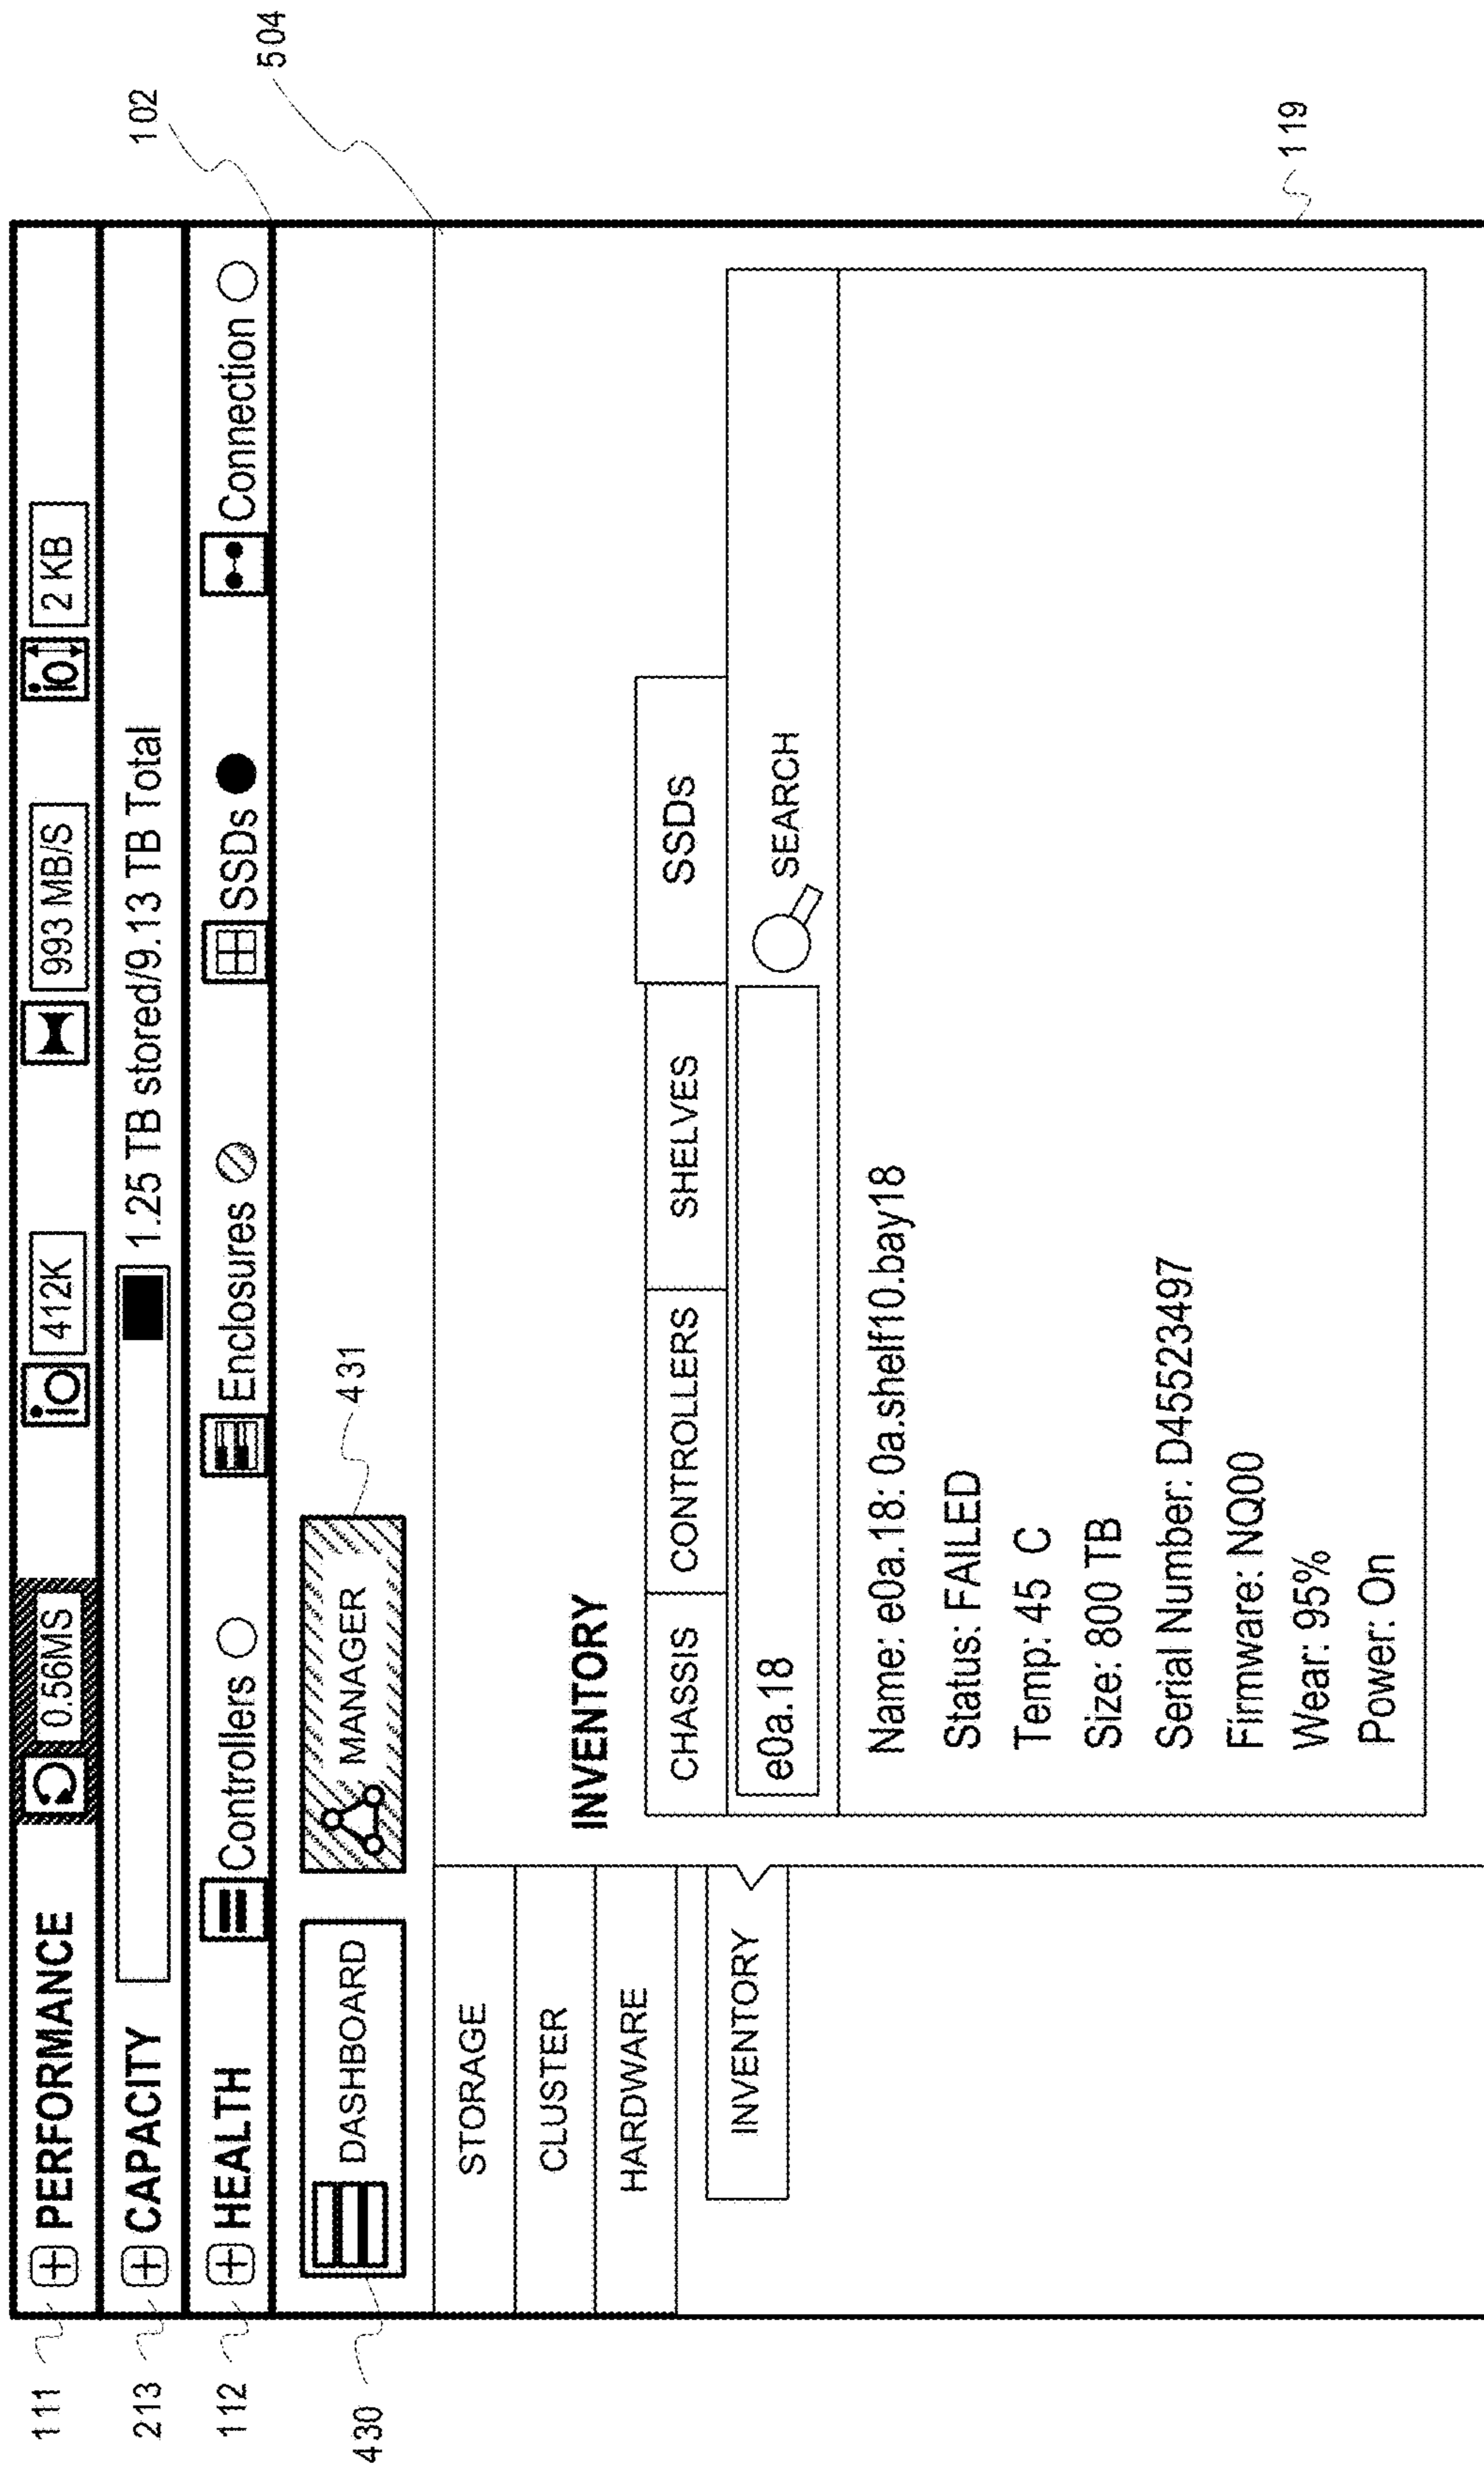 111
PERFORMANCE 0.56MS io 412K 993 MB/S io 2 KB
213
CAPACITY 1.25 TB stored/9.13 TB Total
102
112
HEALTH Controllers Enclosures SSDs Connection
504
430
DASHBOARD MANAGER
431
STORAGE
CLUSTER
HARDWARE
INVENTORY
INVENTORY
CHASSIS CONTROLLERS SHELVES SSDs
e0a.18 SEARCH
Name: e0a.18: 0a.shelf10.bay18
Status: FAILED
Temp: 45 C
Size: 800 TB
Serial Number: D45523497
Firmware: NQ00
Wear: 95%
Power: On
119